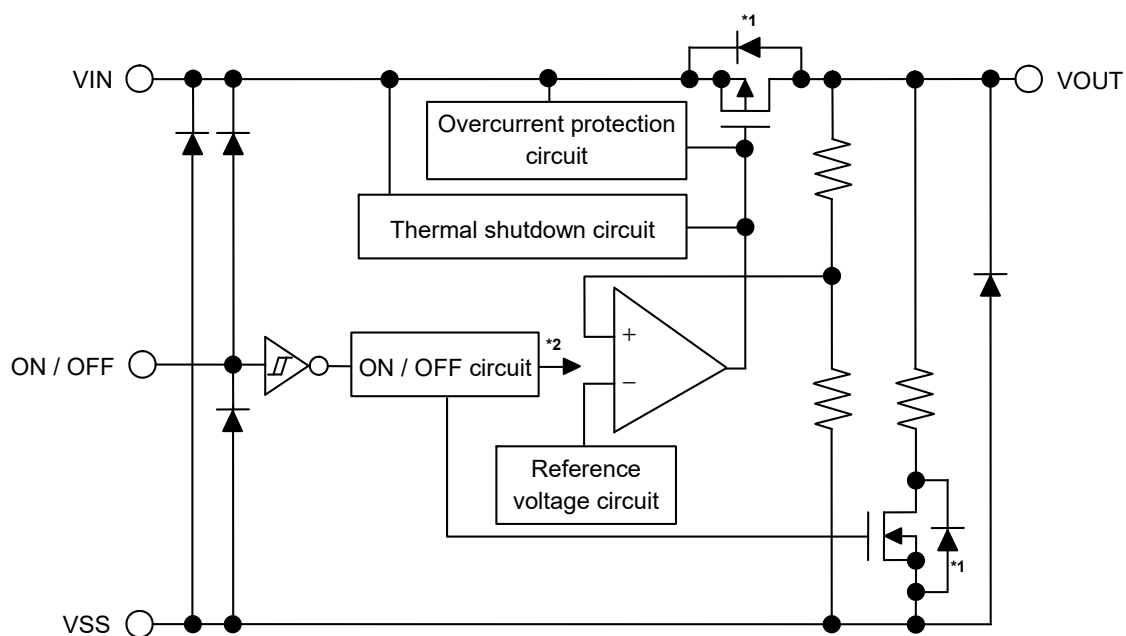 *1
VIN
VOUT
Overcurrent protection
circuit
Thermal shutdown circuit
ON / OFF
ON / OFF circuit
*2
+
−
Reference
voltage circuit
*1
VSS